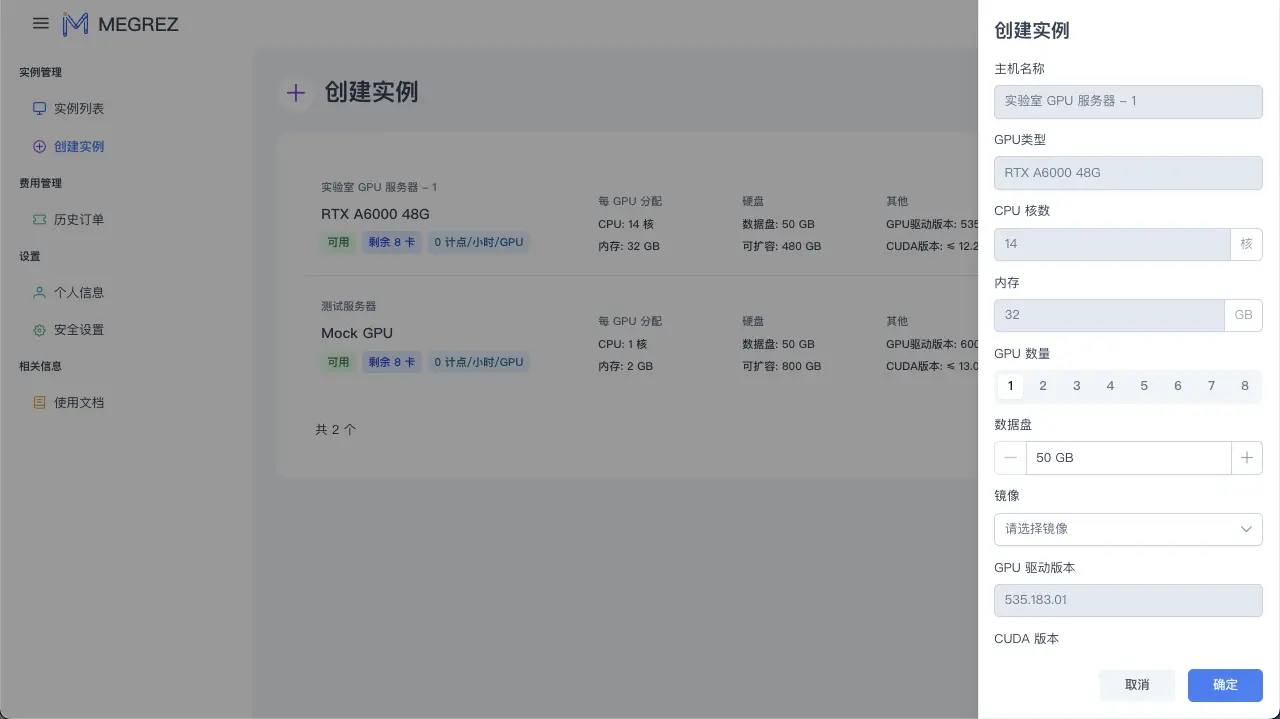 MEGREZ
实例管理
实例列表
创建实例
费用管理
历史订单
设置
个人信息
安全设置
相关信息
使用文档
创建实例
实验室 GPU 服务器 – 1
RTX A6000 48G
可用 剩余 8 卡 0 计点/小时/GPU
每 GPU 分配
CPU: 14 核
内存: 32 GB
硬盘
数据盘: 50 GB
可扩容: 480 GB
其他
GPU驱动版本: 535
CUDA版本: ≤ 12.2
测试服务器
Mock GPU
可用 剩余 8 卡 0 计点/小时/GPU
每 GPU 分配
CPU: 1 核
内存: 2 GB
硬盘
数据盘: 50 GB
可扩容: 800 GB
其他
GPU驱动版本: 600
CUDA版本: ≤ 13.0
共 2 个
创建实例
主机名称
实验室 GPU 服务器 – 1
GPU类型
RTX A6000 48G
CPU 核数
14 核
内存
32 GB
GPU 数量
1 2 3 4 5 6 7 8
数据盘
50 GB
镜像
请选择镜像
GPU 驱动版本
535.183.01
CUDA 版本
取消 确定